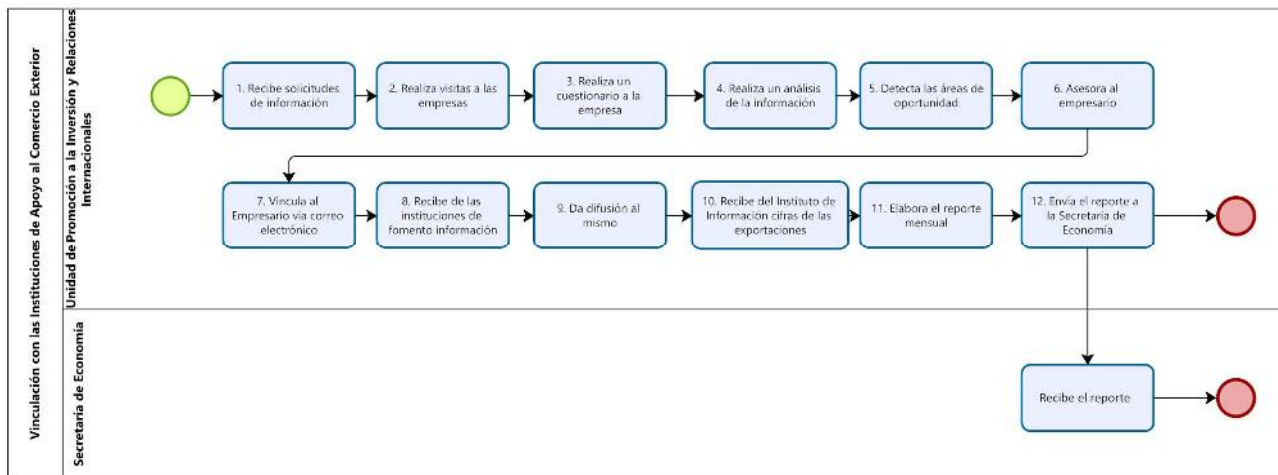 Vinculación con las Instituciones de Apoyo al Comercio Exterior
Unidad de Promoción a la Inversión y Relaciones
Internacionales
1. Recibe solicitudes
de información
2. Realiza visitas a las
empresas
3. Realiza un
cuestionario a la
empresa
4. Realiza un análisis
de la información
5. Detecta las áreas de
oportunidad
6. Asesora al
empresario
7. Vincula al
Empresario vía correo
electrónico
8. Recibe de las
instituciones de
fomento información
9. Da difusión al
mismo
10. Recibe del Instituto de
Información cifras de las
exportaciones
11. Elabora el reporte
mensual
12. Envía el reporte a
la Secretaría de
Economía
Secretaría de Economía
Recibe el reporte